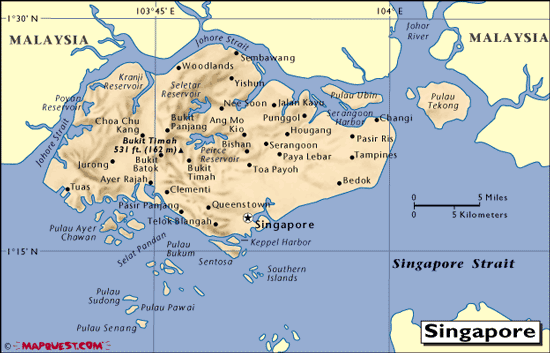 103°45' E
104° E
1°30'
MALAYSIA
MALAYSIA
Johore Strait
Johor
River
Sembawang
Woodlands
Kranji
Reservoir
Seletar
Reservoir
Yishun
Poyan
Reservoir
Nee Soon
Jalan Kayu
Pulau Ubin
Pulau
Tekong
Johore Strait
Choa Chu
Kang
Bukit
Panjang
Ang Mo
Kio
Punggol
Serangoon
Harbor
Changi
Hougang
Bukit Timah
531 ft. (162 m)
Bishan
Serangoon
Pasir Ris
Peirce
Reservoir
Jurong
Bukit
Batok
Bukit
Timah
Paya Lebar
Tampines
Toa Payoh
Ayer Rajah
Tuas
Clementi
Bedok
Pasir Panjang
Queenstown
Telok Blangah
Singapore
0
5 Miles
0
5 Kilometers
Pulau Ayer
Chawan
Selat Pandan
Keppel Harbor
1°15'
Pulau
Bukum
Sentosa
Southern
Islands
Singapore Strait
Pulau
Sudong
Pulau Pawai
Pulau Senang
MAPQUEST.COM
Singapore